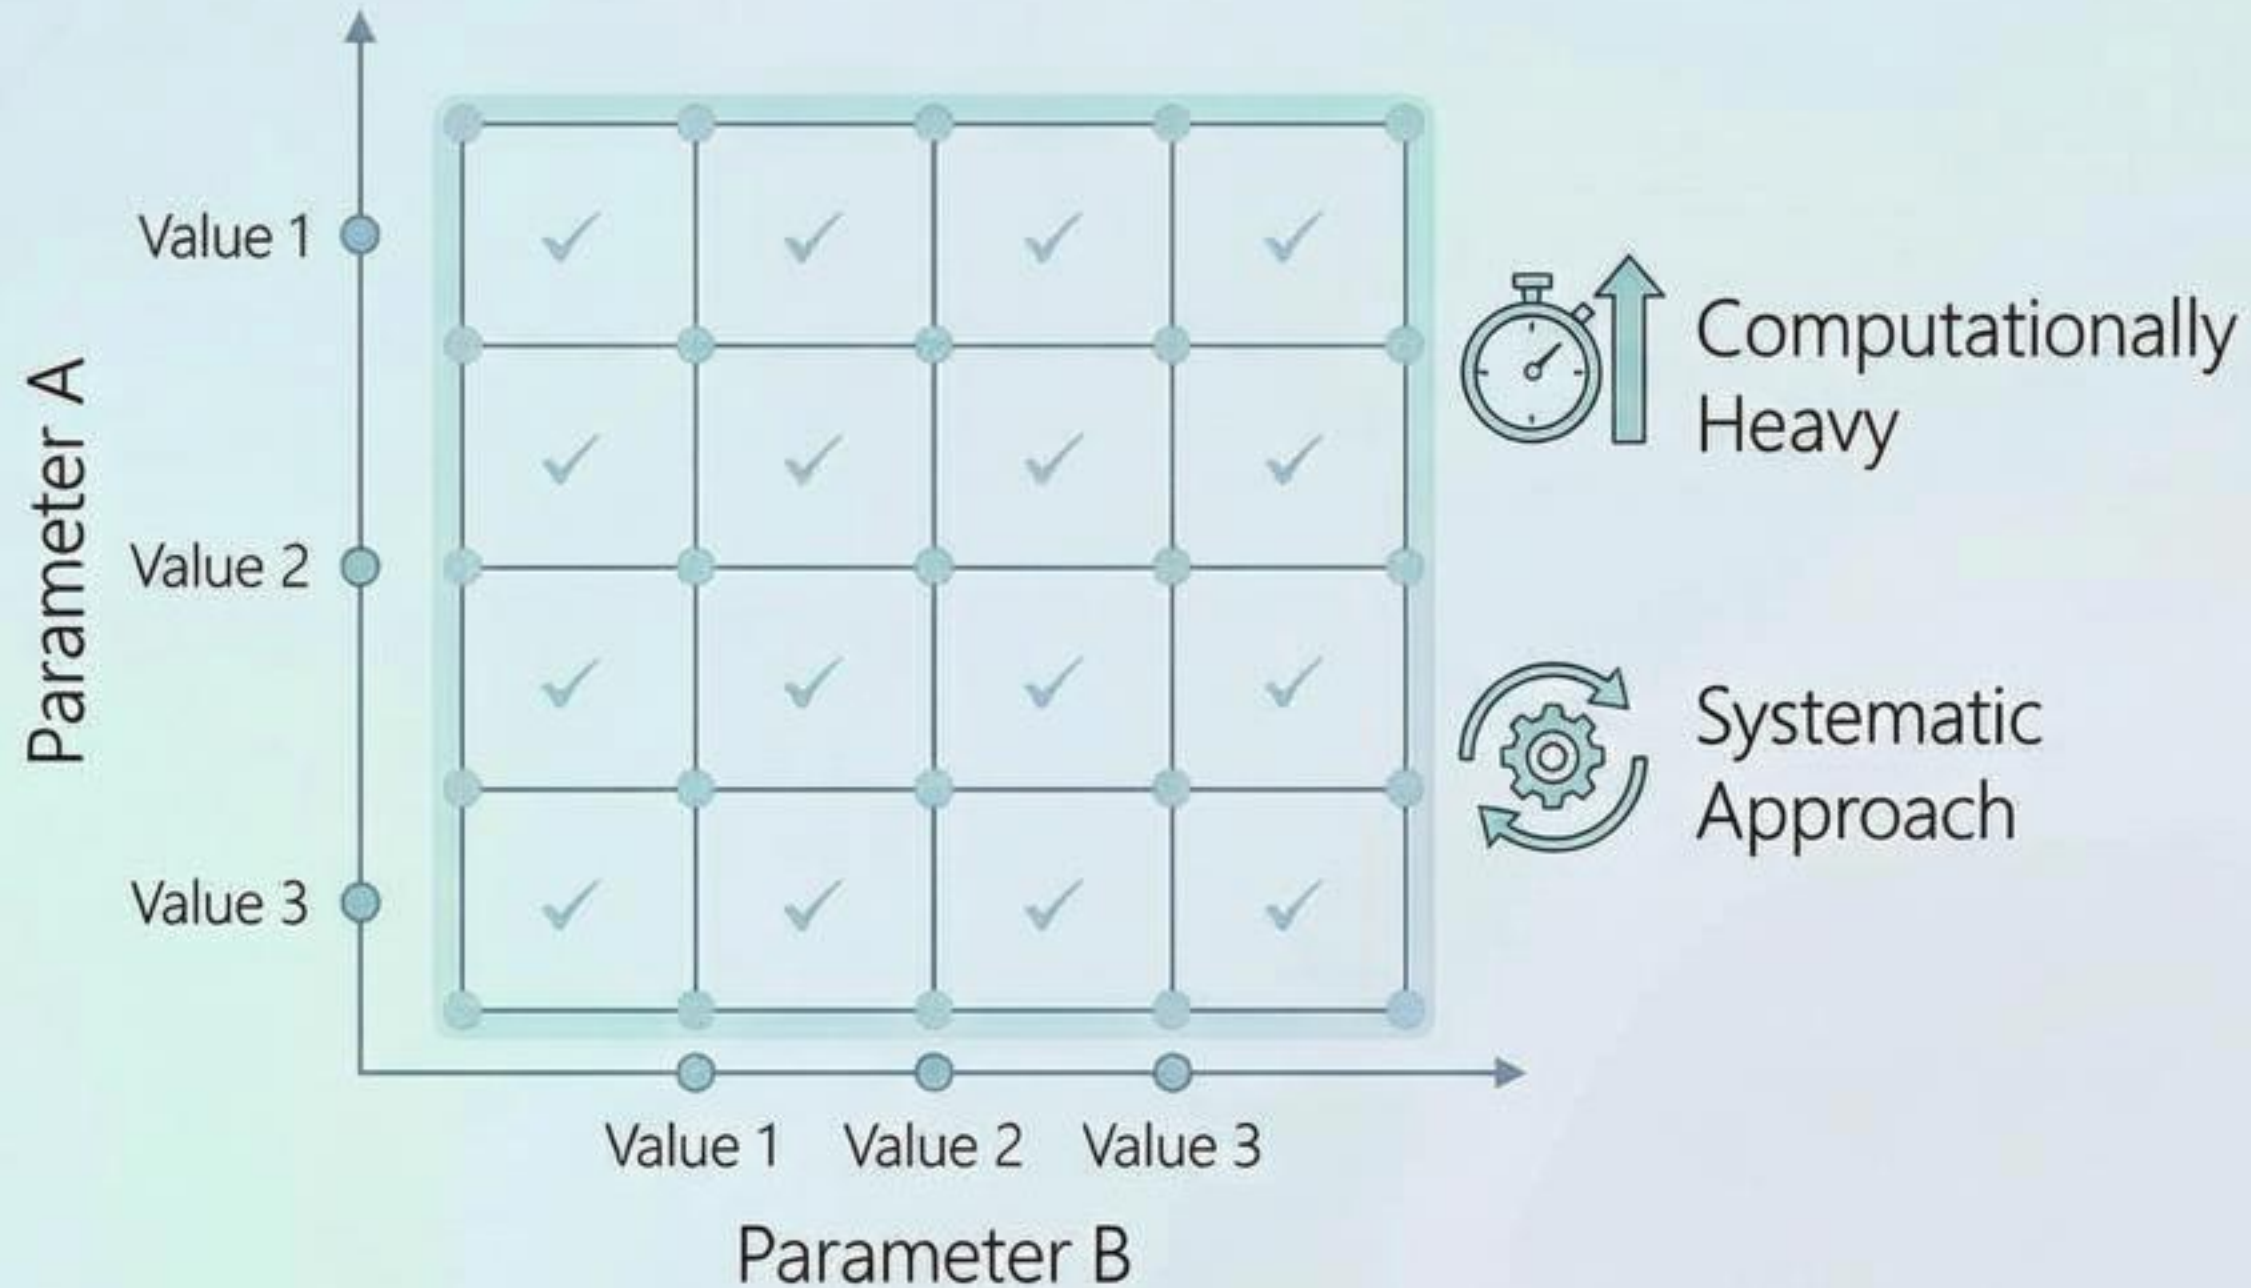 Parameter A
Value 1
Value 2
Value 3
Value 1
Value 2
Value 3
Parameter B
Computationally
Heavy
Systematic
Approach